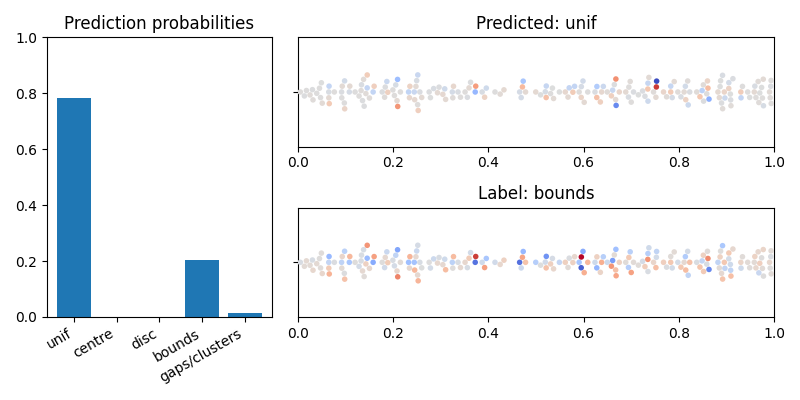 Prediction probabilities
1.0
0.8
0.6
0.4
0.2
0.0
unif
centre
disc
bounds
gaps/clusters
Predicted: unif
0.0 0.2 0.4 0.6 0.8 1.0
Label: bounds
0.0 0.2 0.4 0.6 0.8 1.0